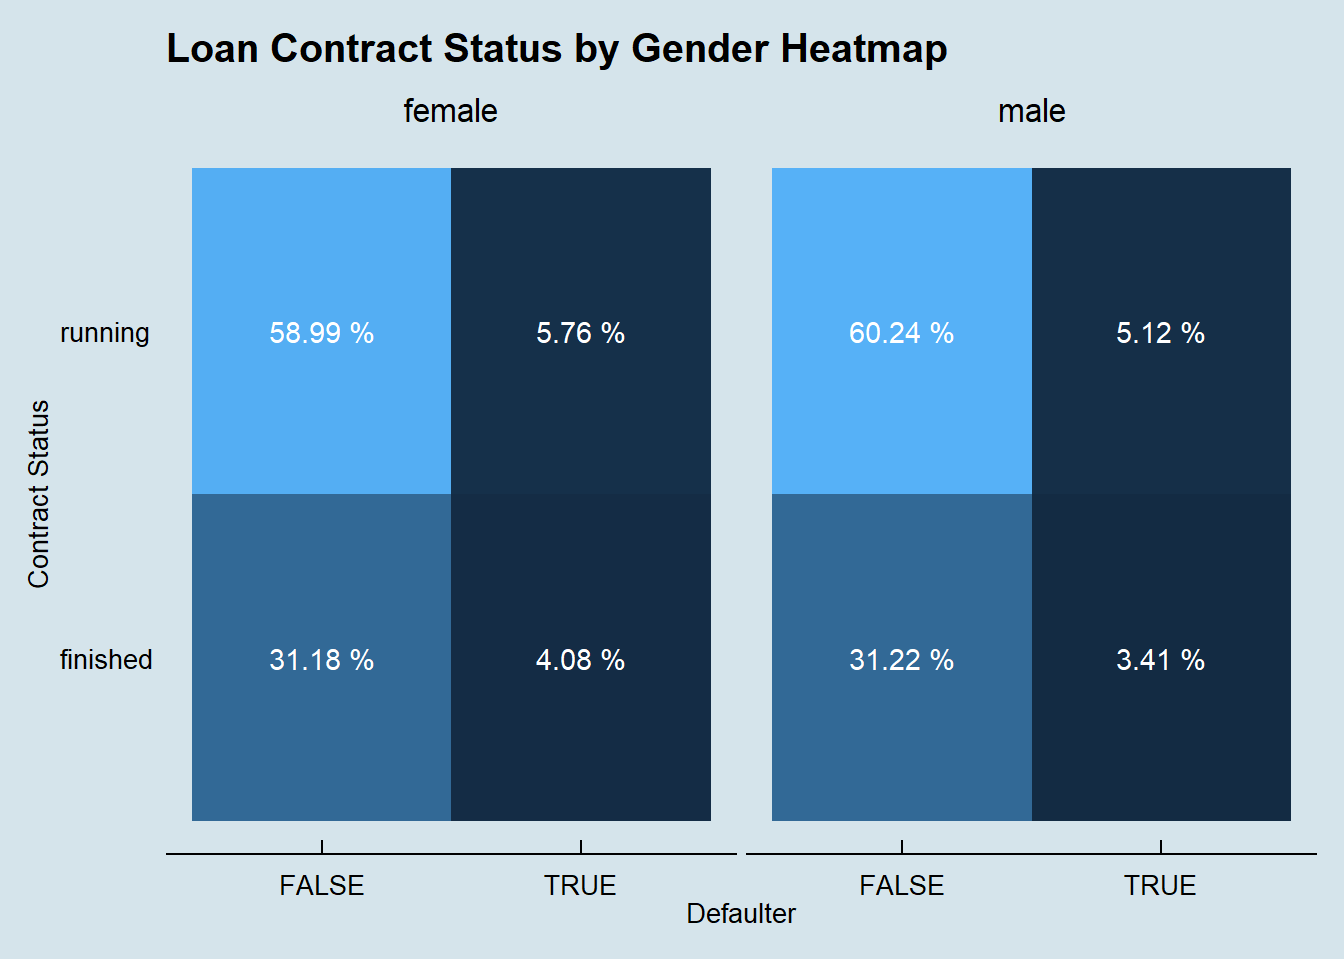 Loan Contract Status by Gender Heatmap
female male
running 58.99 % 5.76 % 60.24 % 5.12 %
Contract Status
finished 31.18 % 4.08 % 31.22 % 3.41 %
FALSE TRUE FALSE TRUE
Defaulter